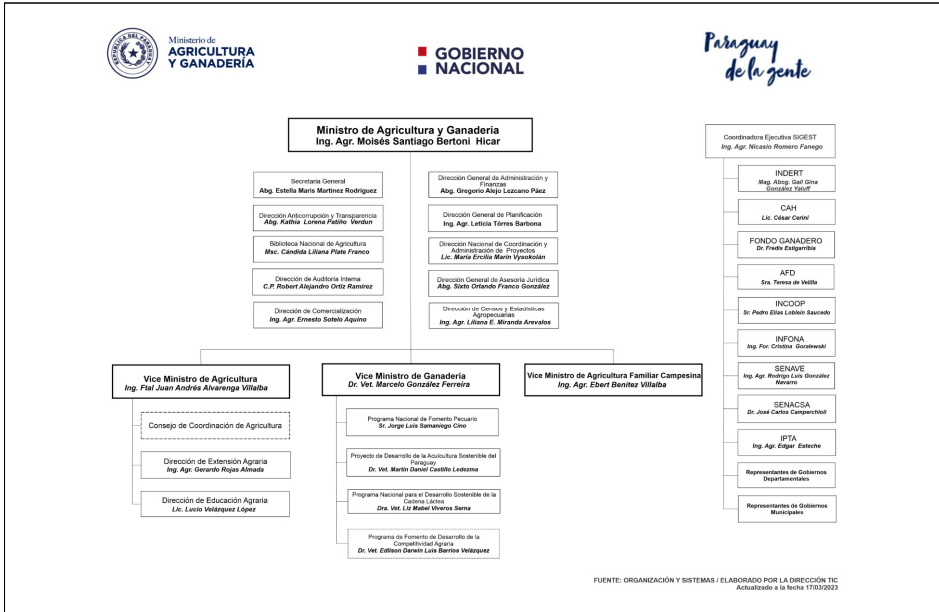 Ministerio de
AGRICULTURA
Y GANADERÍA
REPUBLICA DEL PARAGUAY
GOBIERNO
NACIONAL
Paraguay
de la gente
Ministro de Agricultura y Ganadería
Ing. Agr. Moisés Santiago Bertoni Hicar
Secretaria General
Abg. Estella Maris Martínez Rodríguez
Dirección Anticorrupción y Transparencia
Abg. Kathia Lorena Patiño Verdun
Biblioteca Nacional de Agricultura
Msc. Cándida Liliana Plate Franco
Dirección de Auditoria Interna
C.P. Robert Alejandro Ortíz Ramírez
Dirección de Comercialización
Ing. Agr. Ernesto Sotelo Aquino
Dirección General de Administración y
Finanzas
Abg. Gregorio Alejo Lezcano Páez
Dirección General de Planificación
Ing. Agr. Leticia Törres Barbona
Dirección Nacional de Coordinación y
Administración de Proyectos
Lic. María Ercilia Marín Vysokolán
Dirección General de Asesoría Jurídica
Abg. Sixto Orlando Franco González
Dirección de Censos y Estadísticas
Agropecuarias
Ing. Agr. Liliana E. Miranda Arevalos
Vice Ministro de Agricultura
Ing. Ftal Juan Andrés Alvarenga Villalba
Consejo de Coordinación de Agricultura
Dirección de Extensión Agraria
Ing. Agr. Gerardo Rojas Almada
Dirección de Educación Agraria
Lic. Lucio Velázquez López
Vice Ministro de Ganadería
Dr. Vet. Marcelo González Ferreira
Programa Nacional de Fomento Pecuario
Sr. Jorge Luis Samaniego Cino
Proyecto de Desarrollo de la Acuicultura Sostenible del
Paraguay
Dr. Vet. Martín Daniel Castillo Ledezma
Programa Nacional para el Desarrollo Sostenible de la
Cadena Láctea
Dra. Vet. Liz Mabel Viveros Serna
Programa de Fomento de Desarrollo de la
Competitividad Agraria
Dr. Vet. Edilson Darwin Luis Barrios Velázquez
Vice Ministro de Agricultura Familiar Campesina
Ing. Agr. Ebert Benítez Villalba
Coordinadora Ejecutiva SIGEST
Ing. Agr. Nicasio Romero Fanego
INDERT
Mag. Abog. Gail Gina
González Yaluff
CAH
Lic. César Cerini
FONDO GANADERO
Dr. Fredis Estigarribia
AFD
Sra. Teresa de Velilla
INCOOP
Sr. Pedro Elías Loblein Saucedo
INFONA
Ing. For. Cristina Goralewski
SENAVE
Ing. Agr. Rodrigo Luis González
Navarro
SENACSA
Dr. José Carlos Camperchioli
IPTA
Ing. Agr. Edgar Esteche
Representantes de Gobiernos
Departamentales
Representantes de Gobiernos
Municipales
FUENTE: ORGANIZACIÓN Y SISTEMAS / ELABORADO POR LA DIRECCIÓN TIC
Actualizado a la fecha 17/03/2023